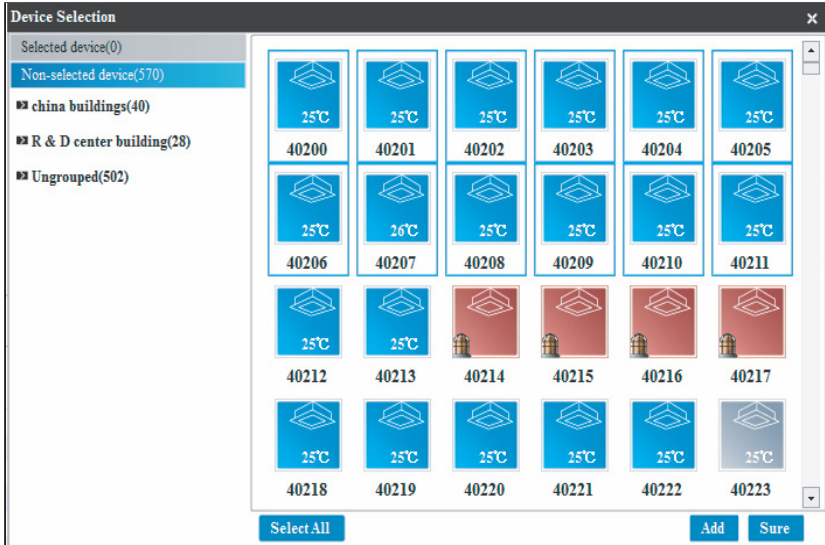 Device Selection
Selected device(0)
Non-selected device(570)
china buildings(40)
R & D center building(28)
Ungrouped(502)
25℃ 25℃ 25℃ 25℃ 25℃ 25℃
40200 40201 40202 40203 40204 40205
25℃ 26℃ 25℃ 25℃ 25℃ 25℃
40206 40207 40208 40209 40210 40211
25℃ 25℃
40212 40213 40214 40215 40216 40217
25℃ 25℃ 25℃ 25℃ 25℃ 25℃
40218 40219 40220 40221 40222 40223
Select All Add Sure